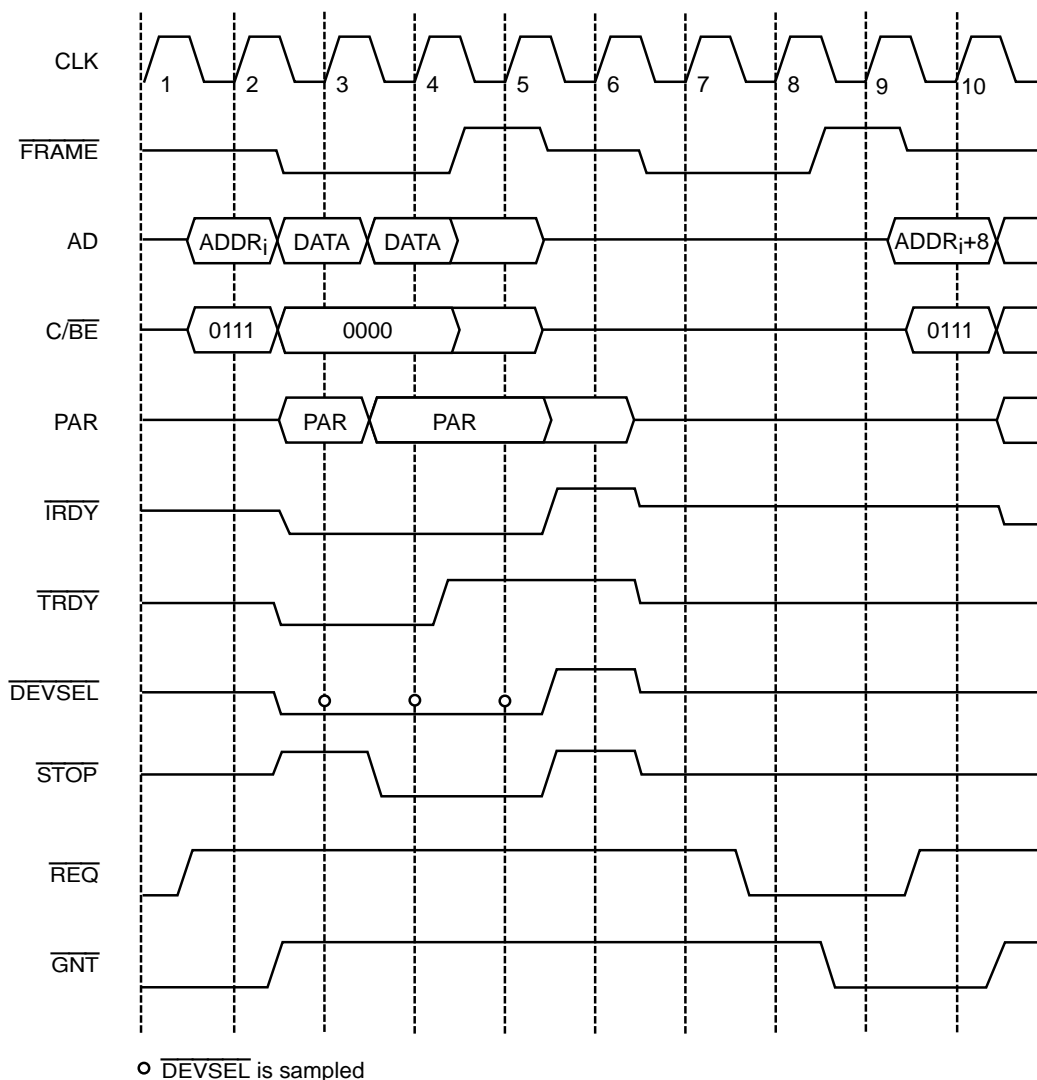 CLK
1 2 3 4 5 6 7 8 9 10
FRAME
AD
ADDRi DATA DATA ADDRi+8
C/BE
0111 0000 0111
PAR
PAR PAR
IRDY
TRDY
DEVSEL
STOP
REQ
GNT
DEVSEL is sampled